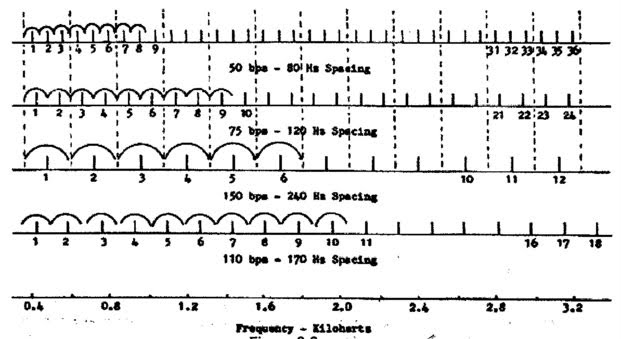 1 2 3 4 5 6 7 8 9 31 32 33 34 35 36
50 bps - 80 Hz Spacing
1 2 3 4 5 6 7 8 9 10 21 22 23 24
75 bps - 120 Hz Spacing
1 2 3 4 5 6 10 11 12
150 bps - 240 Hz Spacing
1 2 3 4 5 6 7 8 9 10 11 16 17 18
110 bps - 170 Hz Spacing
0.4 0.8 1.2 1.6 2.0 2.4 2.8 3.2
Frequency - Kilohertz